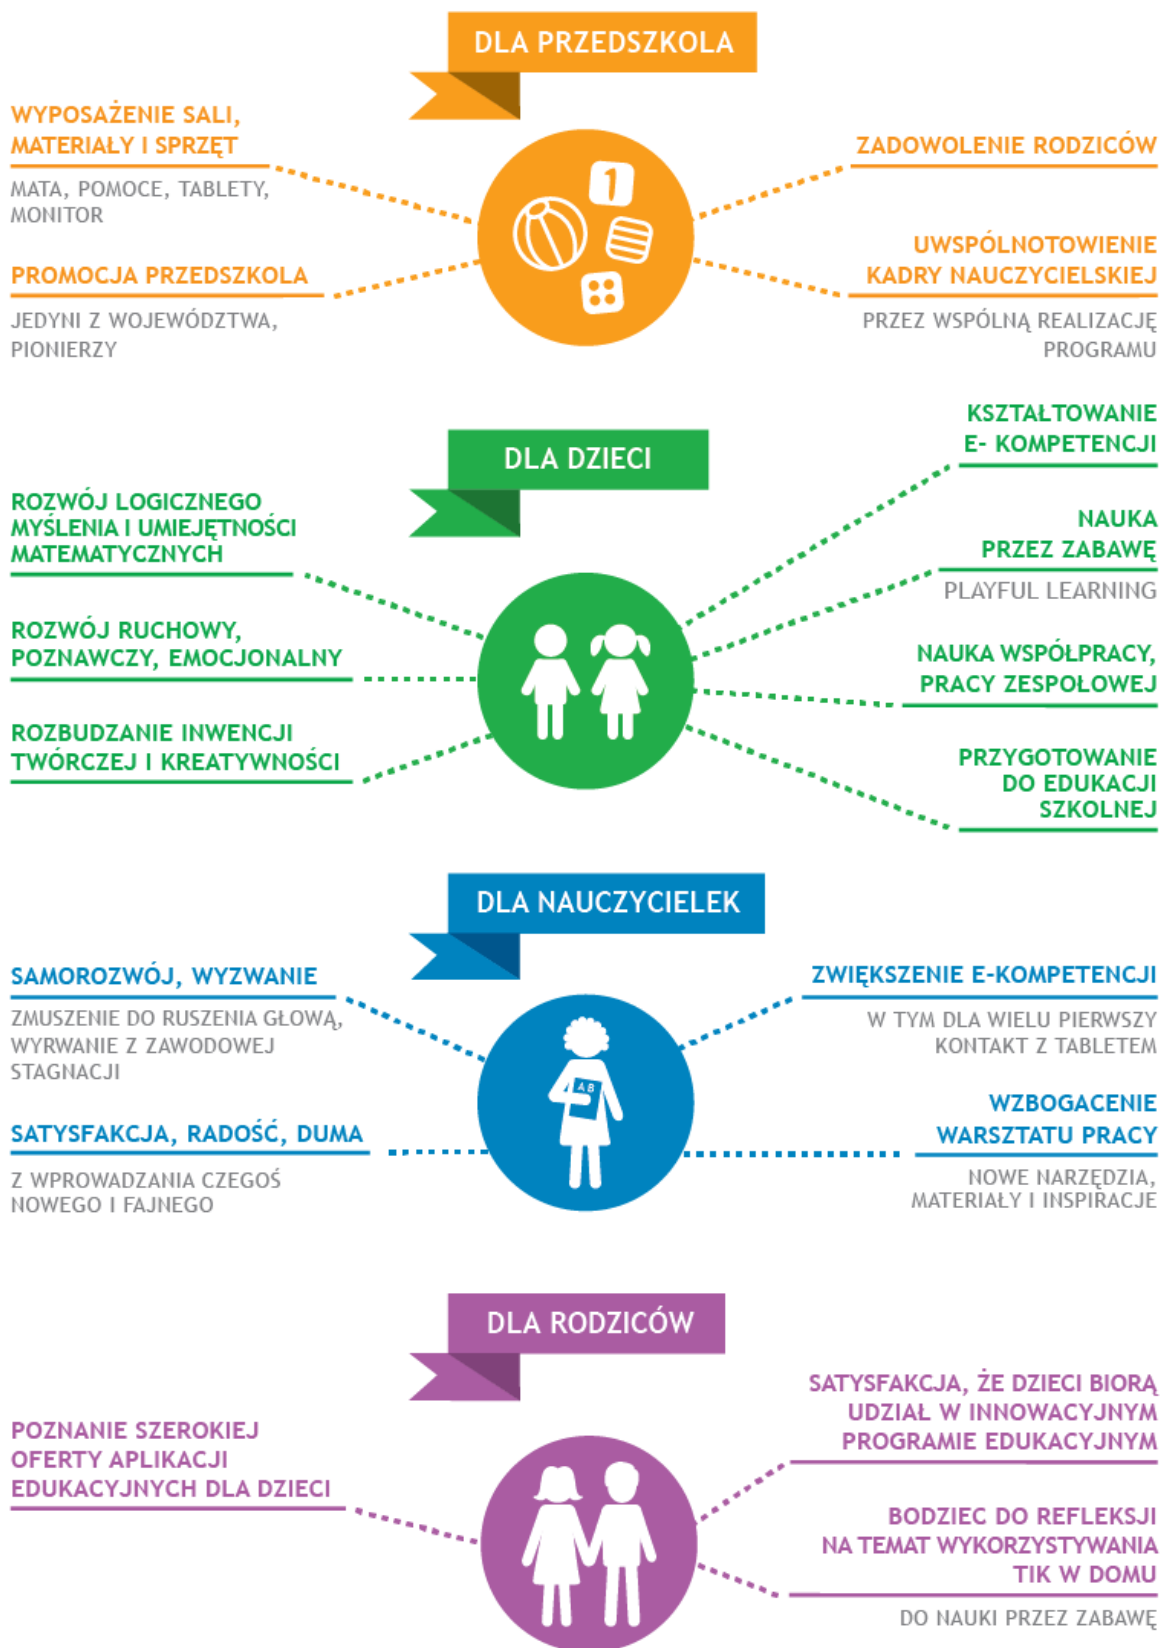 DLA PRZEDSZKOLA
WYPOSAŻENIE SALI,
MATERIAŁY I SPRZĘT
MATA, POMOCE, TABLETY,
MONITOR
PROMOCJA PRZEDSZKOLA
JEDYNI Z WOJEWÓDZTWA,
PIONIERZY
1
ZADOWOLENIE RODZICÓW
UWSPÓLNOTOWIENIE
KADRY NAUCZYCIELSKIEJ
PRZEZ WSPÓLNĄ REALIZACJĘ
PROGRAMU
DLA DZIECI
ROZWÓJ LOGICZNEGO
MYŚLENIA I UMIEJĘTNOŚCI
MATEMATYCZNYCH
ROZWÓJ RUCHOWY,
POZNAWCZY, EMOCJONALNY
ROZBUDZANIE INWENCJI
TWÓRCZEJ I KREATYWNOŚCI
KSZTAŁTOWANIE
E- KOMPETENCJI
NAUKA
PRZEZ ZABAWĘ
PLAYFUL LEARNING
NAUKA WSPÓŁPRACY,
PRACY ZESPOŁOWEJ
PRZYGOTOWANIE
DO EDUKACJI
SZKOLNEJ
DLA NAUCZYCIELEK
SAMOROZWÓJ, WYZWANIE
ZMUSZENIE DO RUSZENIA GŁOWĄ,
WYRWANIE Z ZAWODOWEJ
STAGNACJI
SATYSFAKCJA, RADOŚĆ, DUMA
Z WPROWADZANIA CZEGOŚ
NOWEGO I FAJNEGO
AB
ZWIĘKSZENIE E-KOMPETENCJI
W TYM DLA WIELU PIERWSZY
KONTAKT Z TABLETEM
WZBOGACENIE
WARSZTATU PRACY
NOWE NARZĘDZIA,
MATERIAŁY I INSPIRACJE
DLA RODZICÓW
POZNANIE SZEROKIEJ
OFERTY APLIKACJI
EDUKACYJNYCH DLA DZIECI
SATYSFAKCJA, ŻE DZIECI BIORĄ
UDZIAŁ W INNOWACYJNYM
PROGRAMIE EDUKACYJNYM
BODZIEC DO REFLEKSJI
NA TEMAT WYKORZYSTYWANIA
TIK W DOMU
DO NAUKI PRZEZ ZABAWĘ